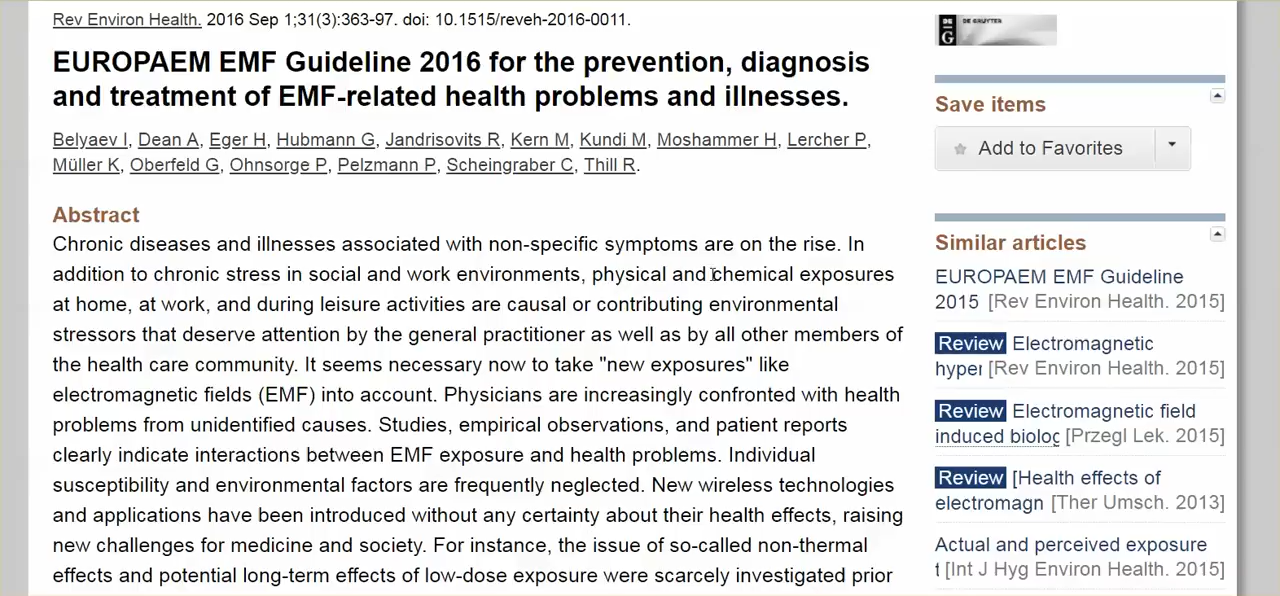 Rev Environ Health. 2016 Sep 1;31(3):363-97. doi: 10.1515/reveh-2016-0011.
EUROPAEM EMF Guideline 2016 for the prevention, diagnosis
and treatment of EMF-related health problems and illnesses.
Belyaev I, Dean A, Eger H, Hubmann G, Jandrisovits R, Kern M, Kundi M, Moshammer H, Lercher P,
Müller K, Oberfeld G, Ohnsorge P, Pelzmann P, Scheingraber C, Thill R.
Abstract
Chronic diseases and illnesses associated with non-specific symptoms are on the rise. In
addition to chronic stress in social and work environments, physical and chemical exposures
at home, at work, and during leisure activities are causal or contributing environmental
stressors that deserve attention by the general practitioner as well as by all other members of
the health care community. It seems necessary now to take "new exposures" like
electromagnetic fields (EMF) into account. Physicians are increasingly confronted with health
problems from unidentified causes. Studies, empirical observations, and patient reports
clearly indicate interactions between EMF exposure and health problems. Individual
susceptibility and environmental factors are frequently neglected. New wireless technologies
and applications have been introduced without any certainty about their health effects, raising
new challenges for medicine and society. For instance, the issue of so-called non-thermal
effects and potential long-term effects of low-dose exposure were scarcely investigated prior
DE
G
DE GRUYTER
Save items
Add to Favorites
Similar articles
EUROPAEM EMF Guideline
2015 [Rev Environ Health. 2015]
Review Electromagnetic
hyper [Rev Environ Health. 2015]
Review Electromagnetic field
induced biolog [Przegl Lek. 2015]
Review [Health effects of
electromagn [Ther Umsch. 2013]
Actual and perceived exposure
t [Int J Hyg Environ Health. 2015]